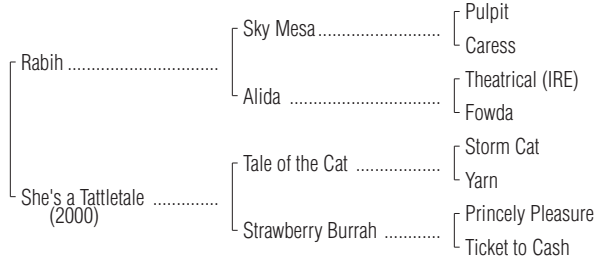 Pulpit
Sky Mesa..........................
Caress
Rabih ................................
Theatrical (IRE)
Alida ................................
Fowda
Storm Cat
Tale of the Cat ..................
Yarn
She's a Tattletale ..............
(2000)
Princely Pleasure
Strawberry Burrah ............
Ticket to Cash